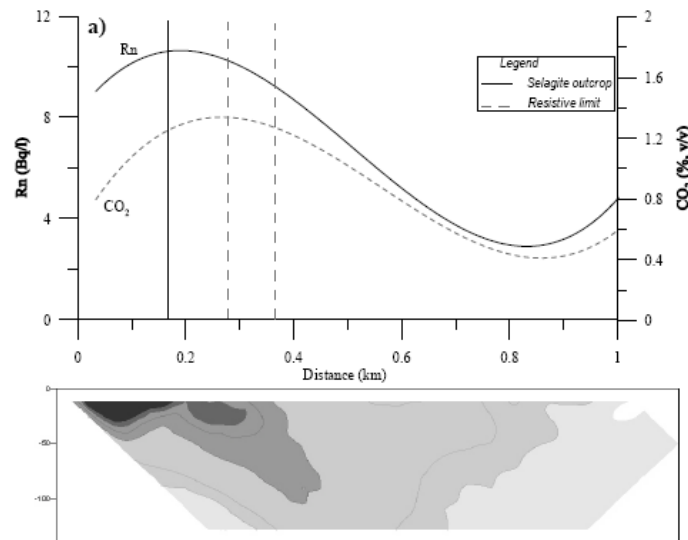 a)
Rn
CO2
Legend
Selagite outcrop
Resistive limit
Rn (Bq/l)
12
8
4
0
CO2 (%, v/v)
2
1.6
1.2
0.8
0.4
0
0 0.2 0.4 0.6 0.8 1
Distance (km)
0
-50
-100